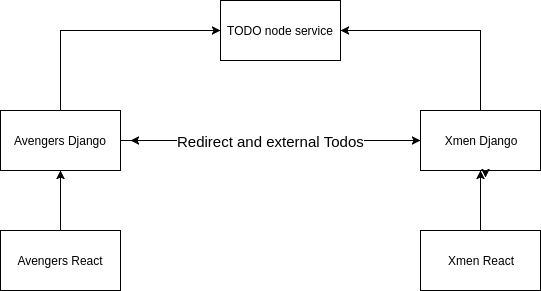 TODO node service
Avengers Django
Redirect and external Todos
Xmen Django
Avengers React
Xmen React